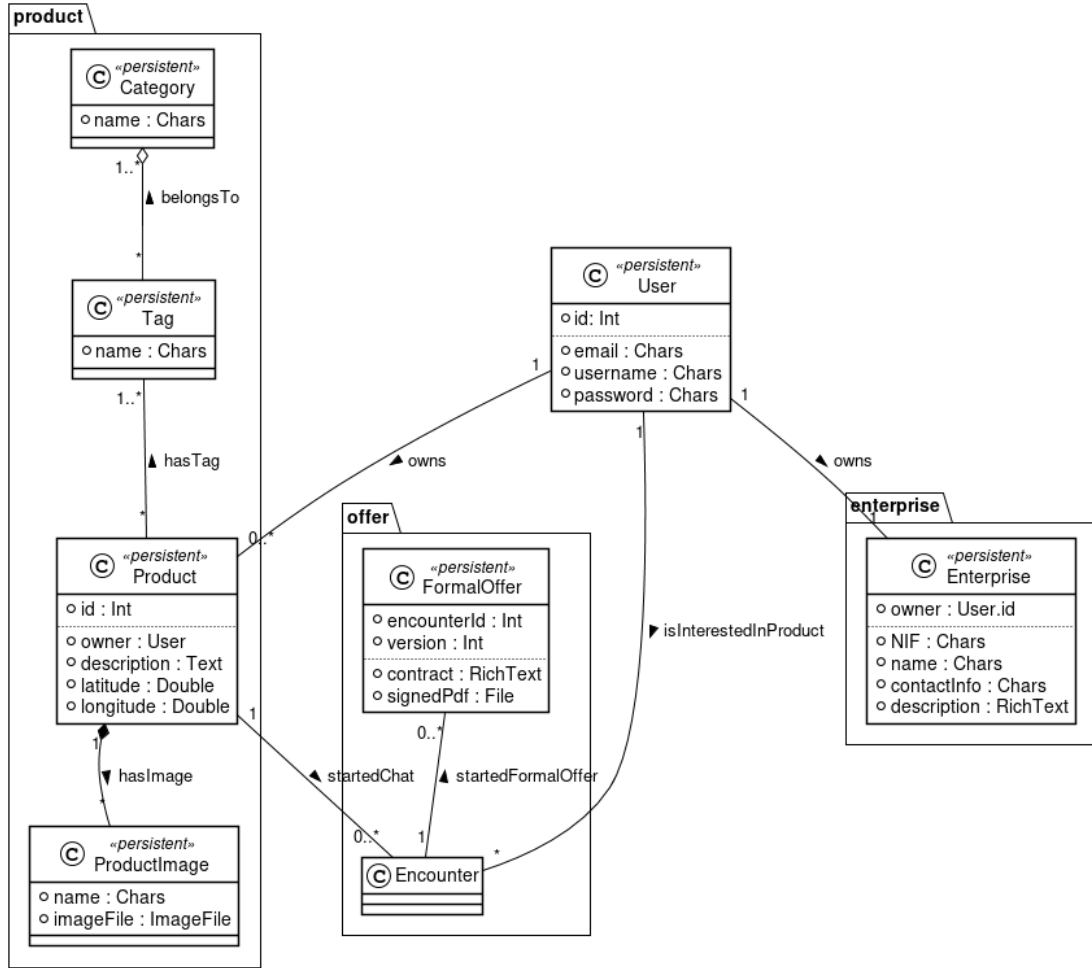 product
C
«persistent»
Category
name : Chars
1..*
belongsTo
*
C
«persistent»
Tag
name : Chars
1..*
hasTag
*
C
«persistent»
Product
id : Int
owner : User
description : Text
latitude : Double
longitude : Double
1
hasImage
*
C
«persistent»
ProductImage
name : Chars
imageFile : ImageFile
C
«persistent»
User
id: Int
email : Chars
username : Chars
password : Chars
1
owns
0..*
1
isInterestedInProduct
*
1
owns
1
offer
C
«persistent»
FormalOffer
encounterId : Int
version : Int
contract : RichText
signedPdf : File
0..*
startedFormalOffer
1
1
startedChat
0..*
C
Encounter
enterprise
C
«persistent»
Enterprise
owner : User.id
NIF : Chars
name : Chars
contactInfo : Chars
description : RichText